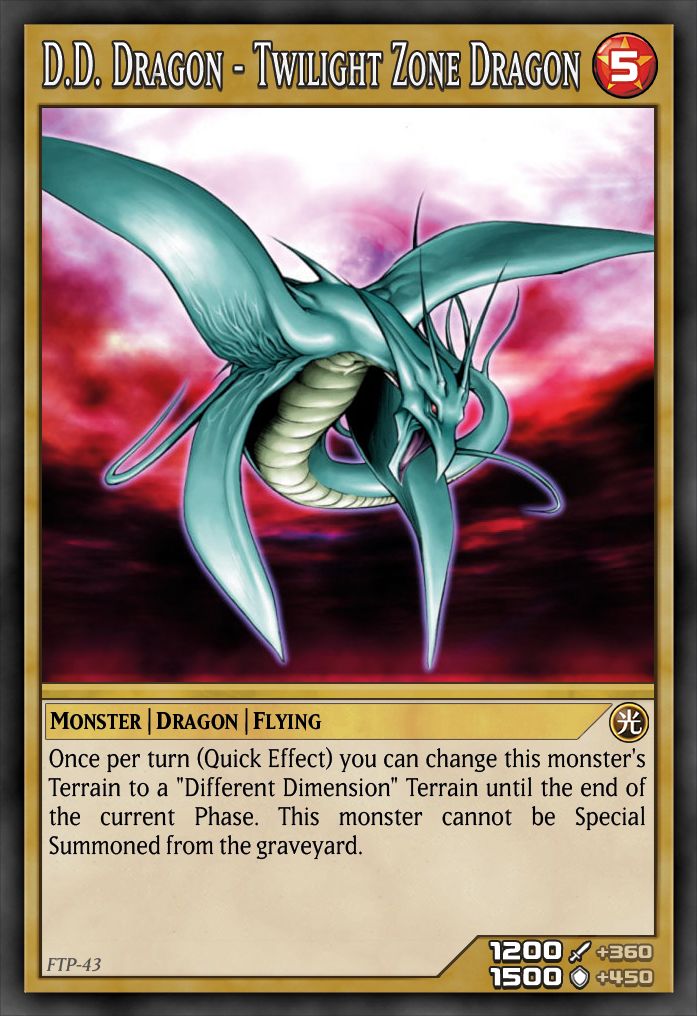 D.D. Dragon - Twilight Zone Dragon 5
Monster | Dragon | Flying 光
Once per turn (Quick Effect) you can change this monster's
Terrain to a "Different Dimension" Terrain until the end of
the current Phase. This monster cannot be Special
Summoned from the graveyard.
FTP-43
1200 +360
1500 +450